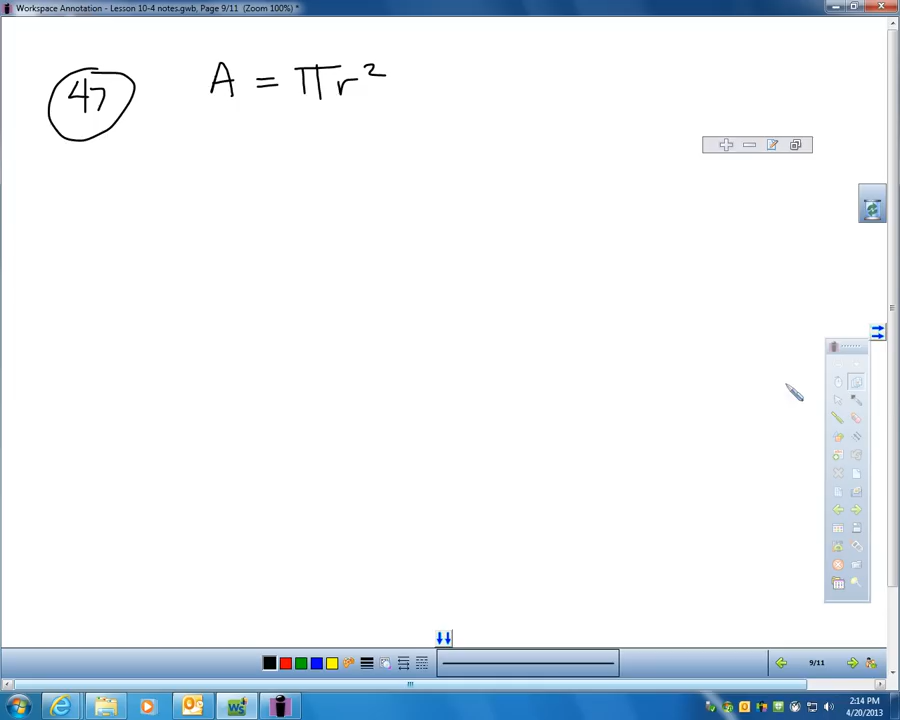 Workspace Annotation - Lesson 10-4 notes.gwb, Page 9/11 (Zoom 100%) *
47 A = πr²
9/11
2:14 PM
4/20/2013